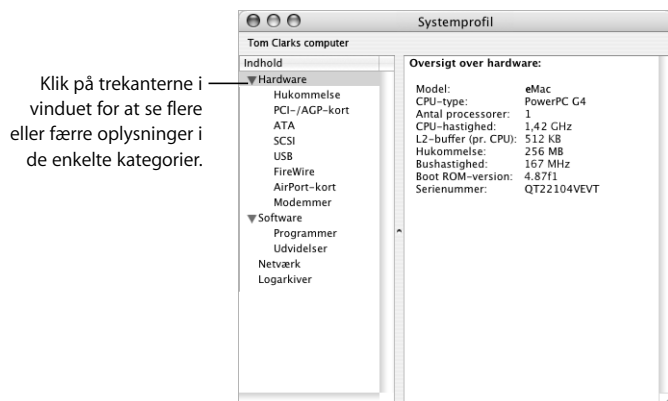 Systemprofil
Tom Clarks computer
Indhold
Hardware
Hukommelse
PCI-/AGP-kort
ATA
SCSI
USB
FireWire
AirPort-kort
Modemmer
Software
Programmer
Udvidelser
Netværk
Logarkiver
Oversigt over hardware:
Model: eMac
CPU-type: PowerPC G4
Antal processorer: 1
CPU-hastighed: 1,42 GHz
L2-buffer (pr. CPU): 512 KB
Hukommelse: 256 MB
Bushastighed: 167 MHz
Boot ROM-version: 4.87f1
Serienummer: QT22104VEVT
Klik på trekanterne i
vinduet for at se flere
eller færre oplysninger i
de enkelte kategorier.